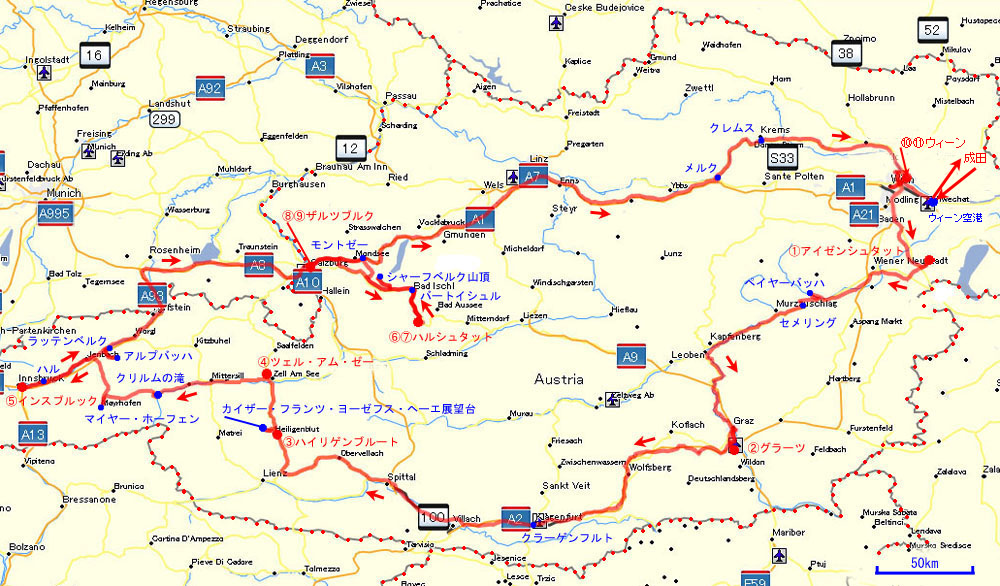 Regensburg
Zwiesel
Prachatice
Ceske Budejovice
52
Hustopece
Kelheim
Straubing
Deggendorf
16
Plattling
A3
38
Znojmo
Mikulov
Ingolstadt
Waidhofen
Kaplice
Gmund
Weitra
Laa
Mainburg
A92
Vilshofen
Aigen
Zwettl
Horn
Poysdorf
Pfaffenhofen
Landshut
299
Passau
Freistadt
Hollabrunn
Mistelbach
Scharding
Freising
Munich
Erding Ab
Eggenfelden
12
クレムス
Krems
⑩⑪ウィーン
Pregarten
成田
Dachau
Muhldorf
Brauhau Am Inn
Linz
メルク
S33
Furstenfeldbruck Ab
Munich
Burghausen
Ried
Wels
A7
Enns
Ybbs
Sante Polten
A1
Modling
A995
Wasserburg
⑧⑨ザルツブルク
Strasswalchen
Vocklabruck
A1
Steyr
A21
Baden
ウィーン空港
モントゼー
Gmunden
Rosenheim
Traunstein
Mondsee
Micheldorf
Lunz
①アイゼンシュタット
A8
Salzburg
シャーフベルク山頂
Wiener Neustadt
Bad Tolz
Tegernsee
A10
Hallein
Bad Ischl
バートイシュル
Windischgarsten
ペイヤーバッハ
A93
Bad Aussee
Hieflau
Murzzuschlag
Mitterndorf
Liezen
セメリング
Aspang Markt
ラッテンベルク
Worgl
Kitzbuhel
Saalfelden
⑥⑦ハルシュタット
Kapfenberg
Jenbach
アルプバッハ
Schladming
A9
Leoben
ハル
クリルムの滝
Mittersill
④ツェル・アム・ゼー
Zell Am See
Austria
Hartberg
Innsbruck
⑤インスブルック
Mayrhofen
マイヤー・ホーフェン
カイザー・フランツ・ヨーゼフス・ヘーエ展望台
Murau
Zeltweg Ab
A13
Matrei
Heiligenblut
③ハイリゲンブルート
Friesach
Koflach
Graz
②グラーツ
Furstenfeld
Feldbach
Vipiteno
Obervellach
Zwischenwassern
Wolfsberg
Wildon
Deutschlandsberg
Lienz
Spittal
Sankt Veit
Zalalova
Zala
Bressanone
Brunico
100
Villach
A2
Klagenfurt
クラーゲンフルト
Murska Sobota
Beltinci
Lendava
Murska Sredisce
Bolzano
Cortina D'Ampezzo
Tarvisio
Jesenice
Maribor
Pieve Di Cadore
Tolmezzo
Bovec
Lesce
Trzic
E59
Ptuj
50km